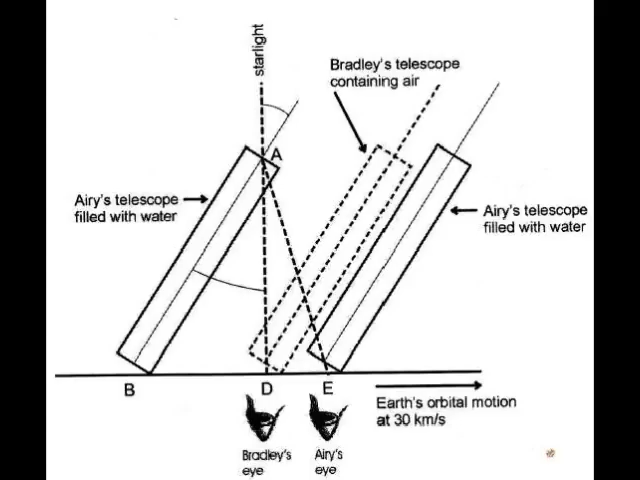 starlight
Bradley's telescope
containing air
A
Airy's telescope
filled with water
Airy's telescope
filled with water
B
D
E
Earth's orbital motion
at 30 km/s
Bradley's
eye
Airy's
eye